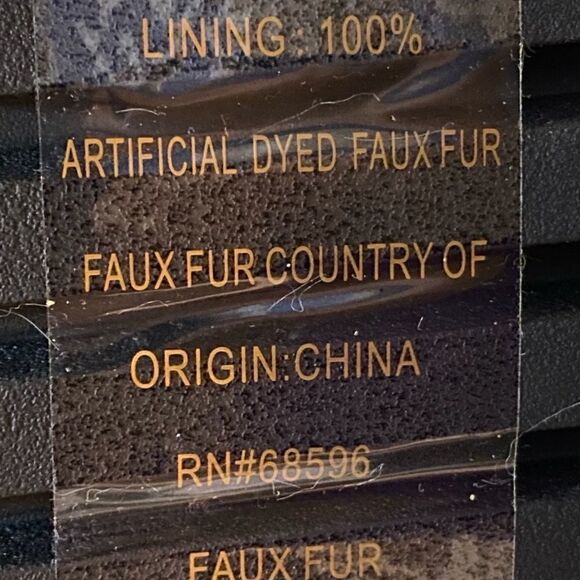 LINING : 100%
ARTIFICIAL DYED FAUX FUR
FAUX FUR COUNTRY OF
ORIGIN:CHINA
RN#68596
FAUX FUR